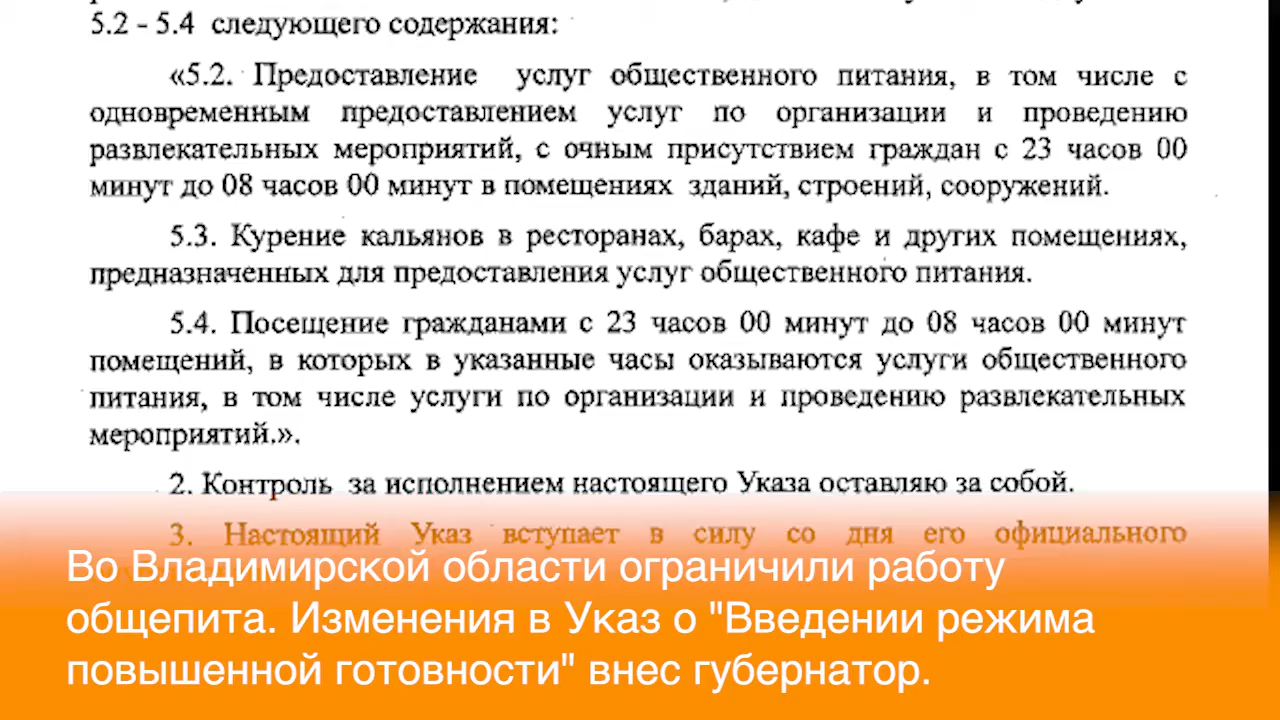 5.2 - 5.4 следующего содержания:
«5.2. Предоставление услуг общественного питания, в том числе с
одновременным предоставлением услуг по организации и проведению
развлекательных мероприятий, с очным присутствием граждан с 23 часов 00
минут до 08 часов 00 минут в помещениях зданий, строений, сооружений.
5.3. Курение кальянов в ресторанах, барах, кафе и других помещениях,
предназначенных для предоставления услуг общественного питания.
5.4. Посещение гражданами с 23 часов 00 минут до 08 часов 00 минут
помещений, в которых в указанные часы оказываются услуги общественного
питания, в том числе услуги по организации и проведению развлекательных
мероприятий.».
2. Контроль за исполнением настоящего Указа оставляю за собой.
3. Настоящий Указ вступает в силу со дня его официального
Во Владимирской области ограничили работу
общепита. Изменения в Указ о "Введении режима
повышенной готовности" внес губернатор.